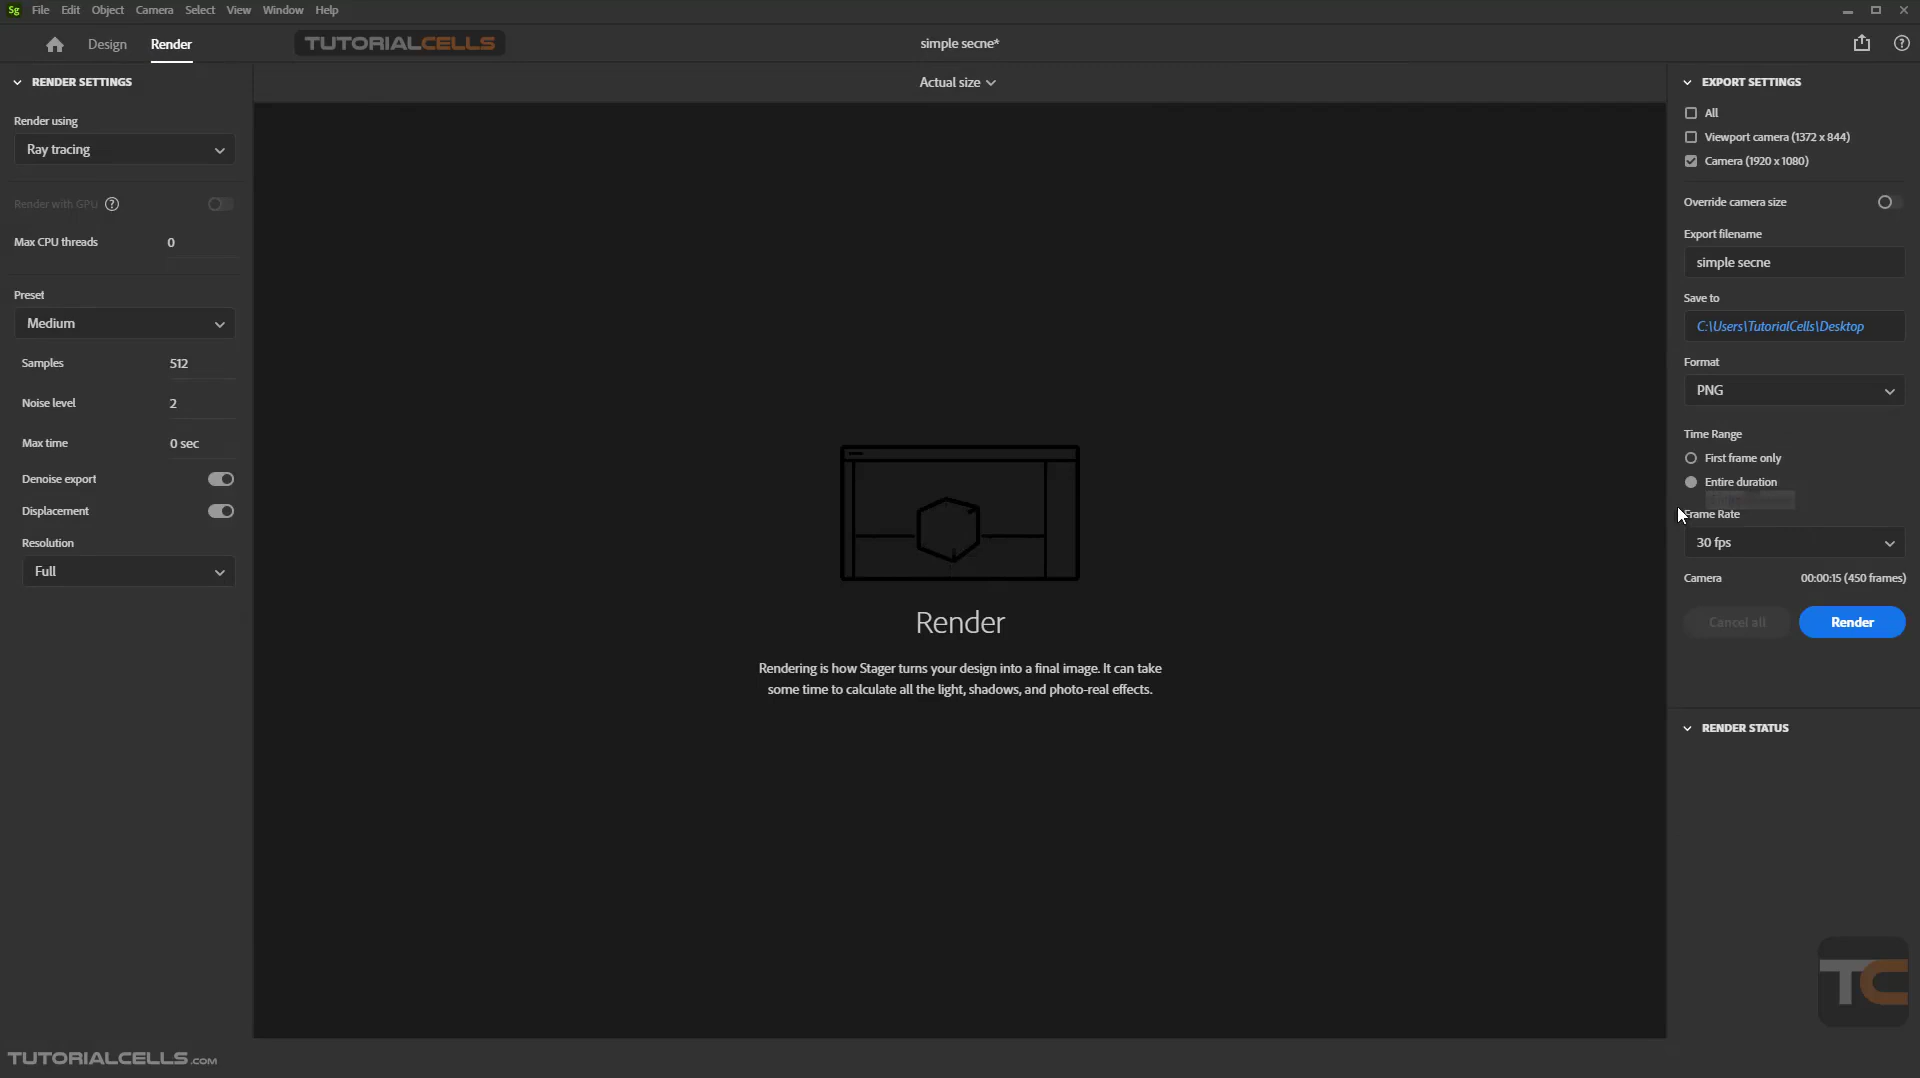 Sg File Edit Object Camera Select View Window Help
Design Render TUTORIALCELLS simple secne*
RENDER SETTINGS
Render using
Ray tracing
Render with GPU
Max CPU threads 0
Preset
Medium
Samples 512
Noise level 2
Max time 0 sec
Denoise export
Displacement
Resolution
Full
Actual size
Render
Rendering is how Stager turns your design into a final image. It can take
some time to calculate all the light, shadows, and photo-real effects.
EXPORT SETTINGS
All
Viewport camera (1372 x 844)
Camera (1920 x 1080)
Override camera size
Export filename
simple secne
Save to
C:\Users\TutorialCells\Desktop
Format
PNG
Time Range
First frame only
Entire duration
Frame Rate
30 fps
Camera 00:00:15 (450 frames)
Cancel all Render
RENDER STATUS
TC
TUTORIALCELLS.COM